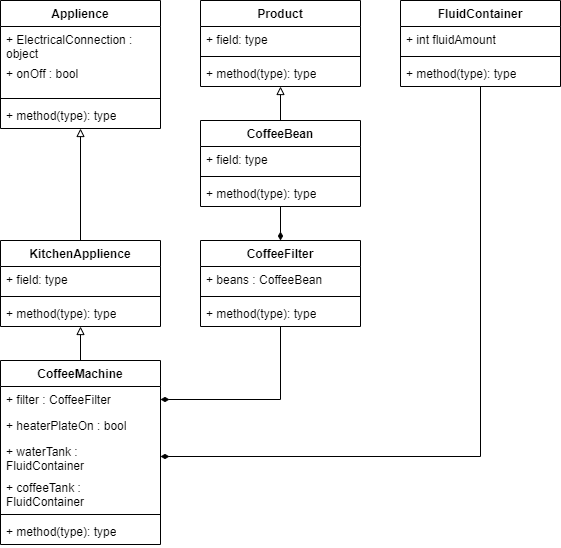 Applience
+ ElectricalConnection :
object
+ onOff : bool
+ method(type): type
Product
+ field: type
+ method(type): type
FluidContainer
+ int fluidAmount
+ method(type): type
CoffeeBean
+ field: type
+ method(type): type
KitchenApplience
+ field: type
+ method(type): type
CoffeeFilter
+ beans : CoffeeBean
+ method(type): type
CoffeeMachine
+ filter : CoffeeFilter
+ heaterPlateOn : bool
+ waterTank :
FluidContainer
+ coffeeTank :
FluidContainer
+ method(type): type